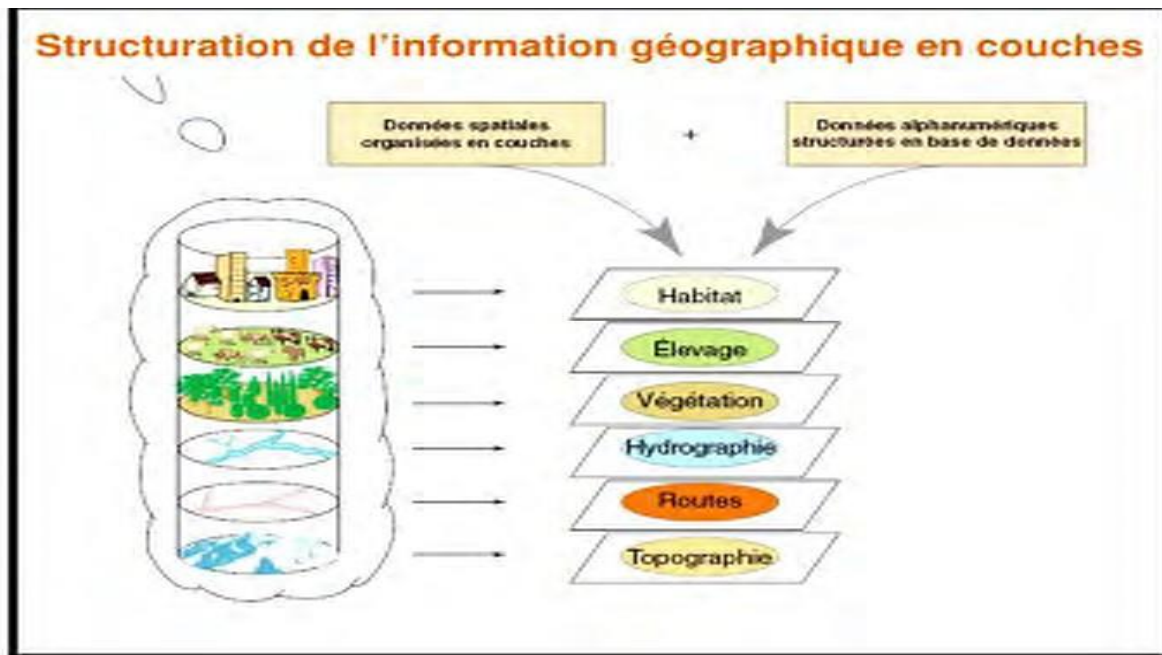 Structuration de l'information géographique en couches
Données spatiales
organisées en couches
+
Données alphanumériques
structurées en base de données
Habitat
Élevage
Végétation
Hydrographie
Routes
Topographie